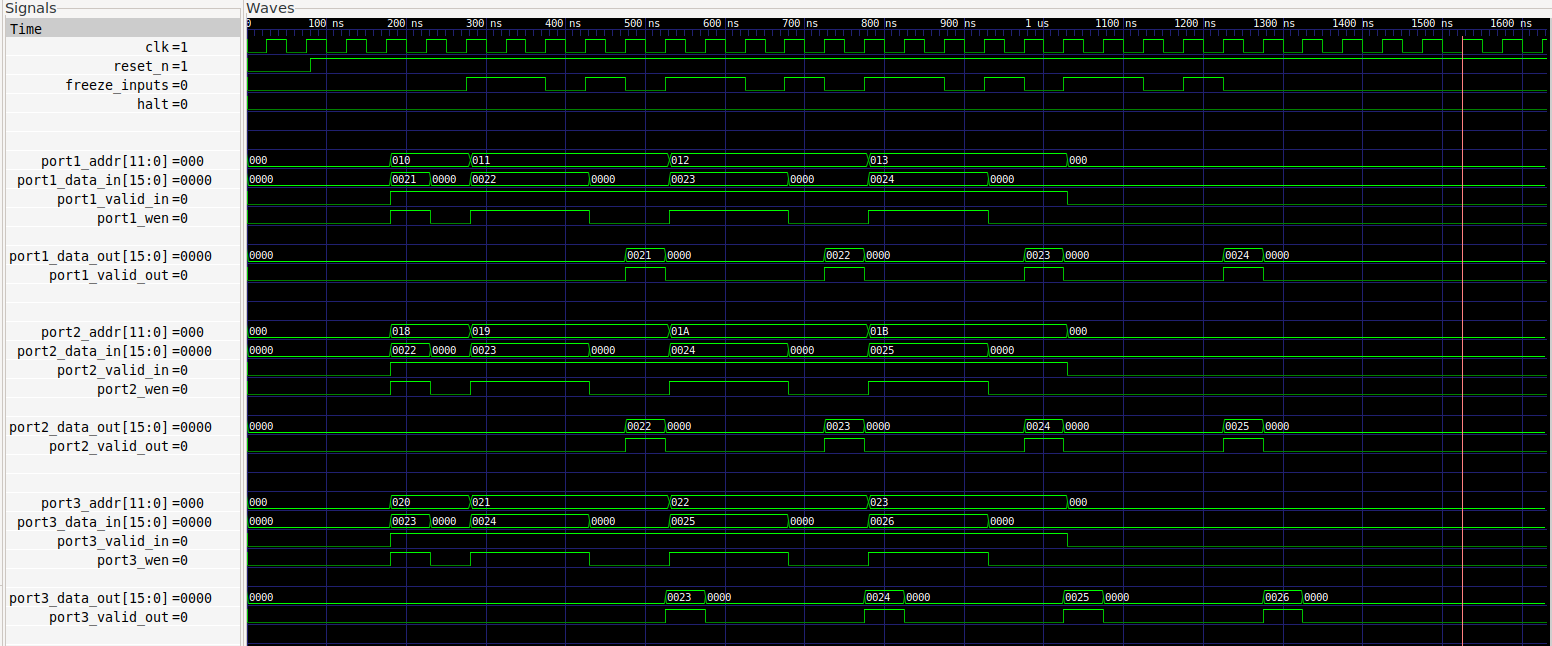 Signals Waves
Time 0 100 ns 200 ns 300 ns 400 ns 500 ns 600 ns 700 ns 800 ns 900 ns 1 us 1100 ns 1200 ns 1300 ns 1400 ns 1500 ns 1600 ns
clk=1
reset_n=1
freeze_inputs=0
halt=0
port1_addr[11:0]=000 000 010 011 012 013 000
port1_data_in[15:0]=0000 0000 0021 0000 0022 0000 0023 0000 0024 0000
port1_valid_in=0
port1_wen=0
port1_data_out[15:0]=0000 0000 0021 0000 0022 0000 0023 0000 0024 0000
port1_valid_out=0
port2_addr[11:0]=000 000 018 019 01A 01B 000
port2_data_in[15:0]=0000 0000 0022 0000 0023 0000 0024 0000 0025 0000
port2_valid_in=0
port2_wen=0
port2_data_out[15:0]=0000 0000 0022 0000 0023 0000 0024 0000 0025 0000
port2_valid_out=0
port3_addr[11:0]=000 000 020 021 022 023 000
port3_data_in[15:0]=0000 0000 0023 0000 0024 0000 0025 0000 0026 0000
port3_valid_in=0
port3_wen=0
port3_data_out[15:0]=0000 0000 0023 0000 0024 0000 0025 0000 0026 0000
port3_valid_out=0